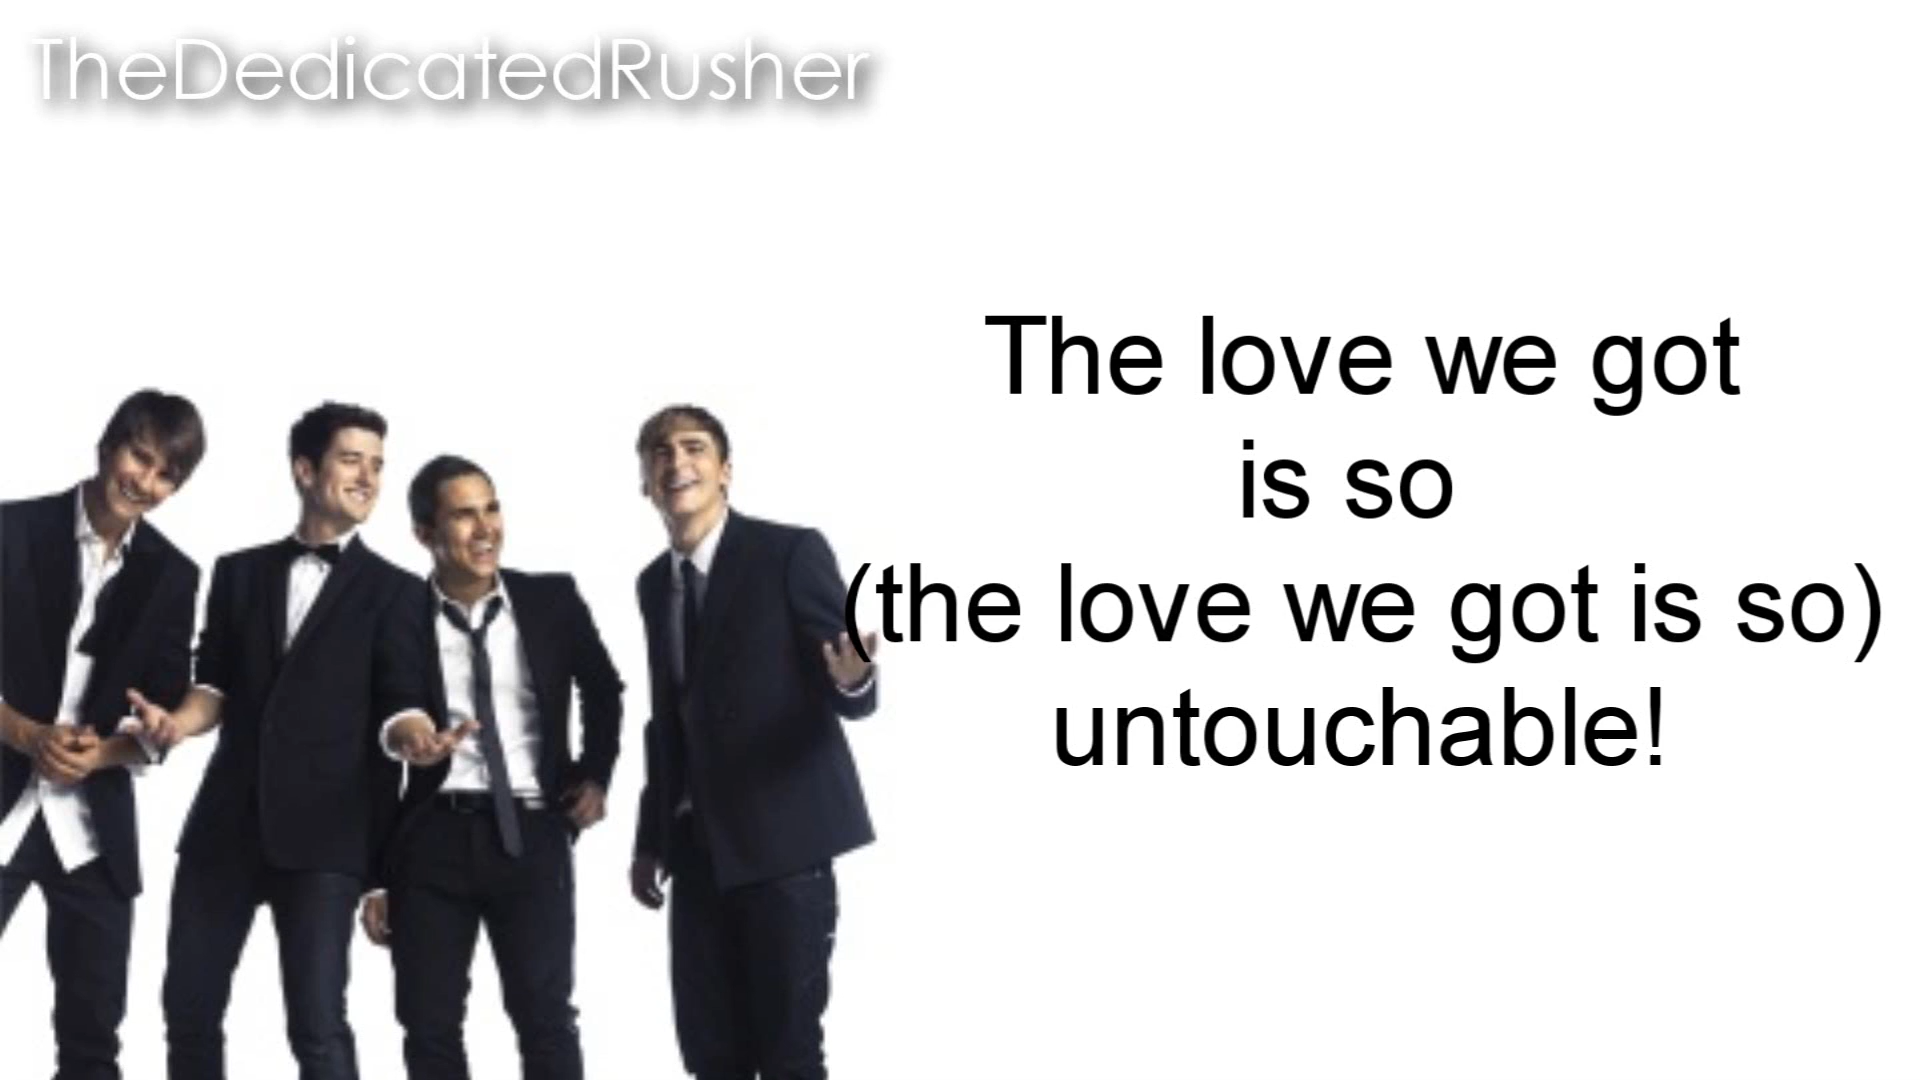 TheDedicatedRusher
The love we got
is so
(the love we got is so)
untouchable!